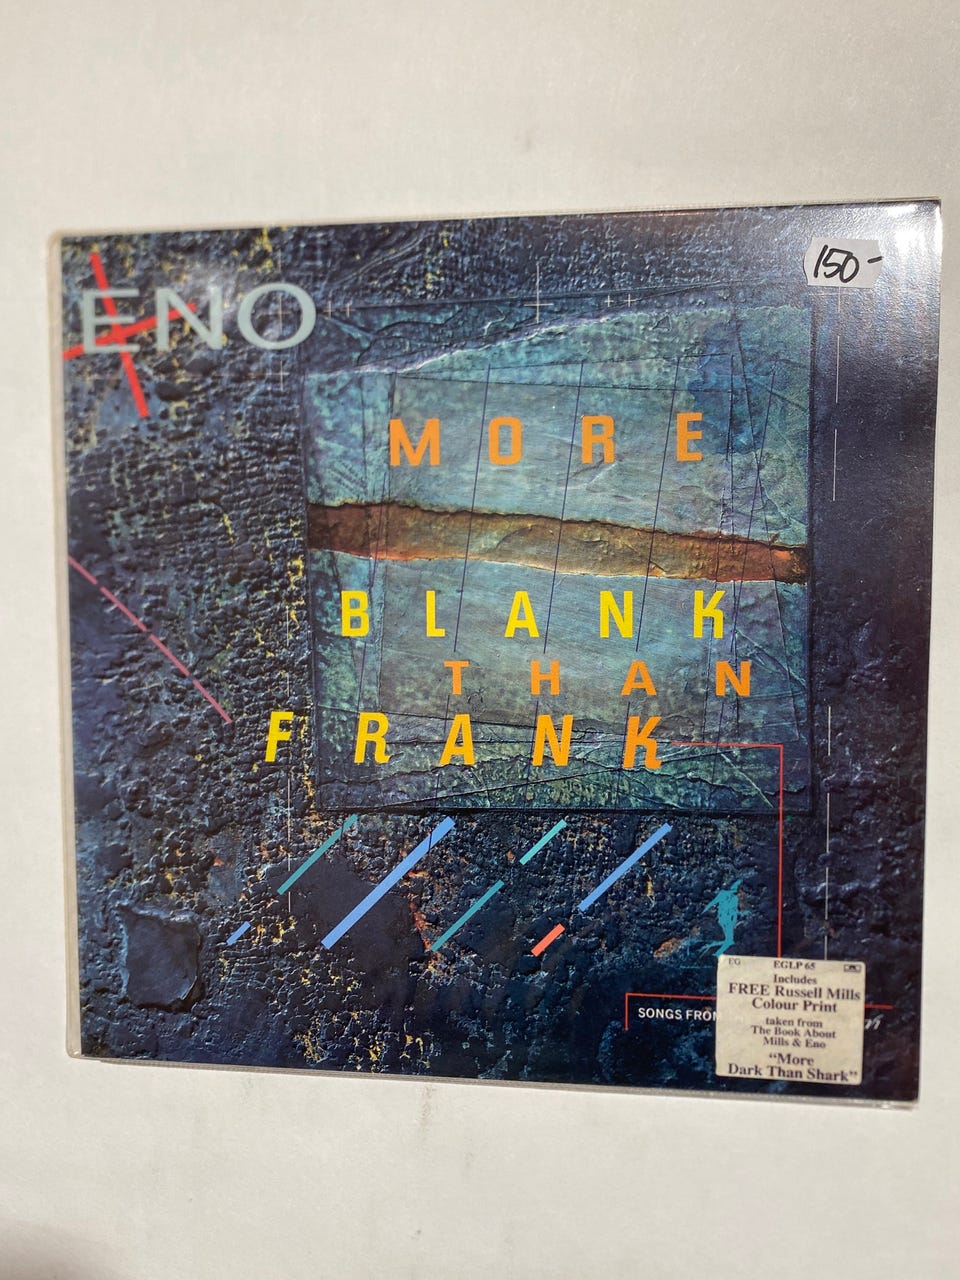 150-
ENO
MORE
BLANK
THAN
FRANK
SONGS FROM
EG EGLP 65
Includes
FREE Russell Mills
Colour Print
taken from
The Book About
Mills & Eno
"More
Dark Than Shark"